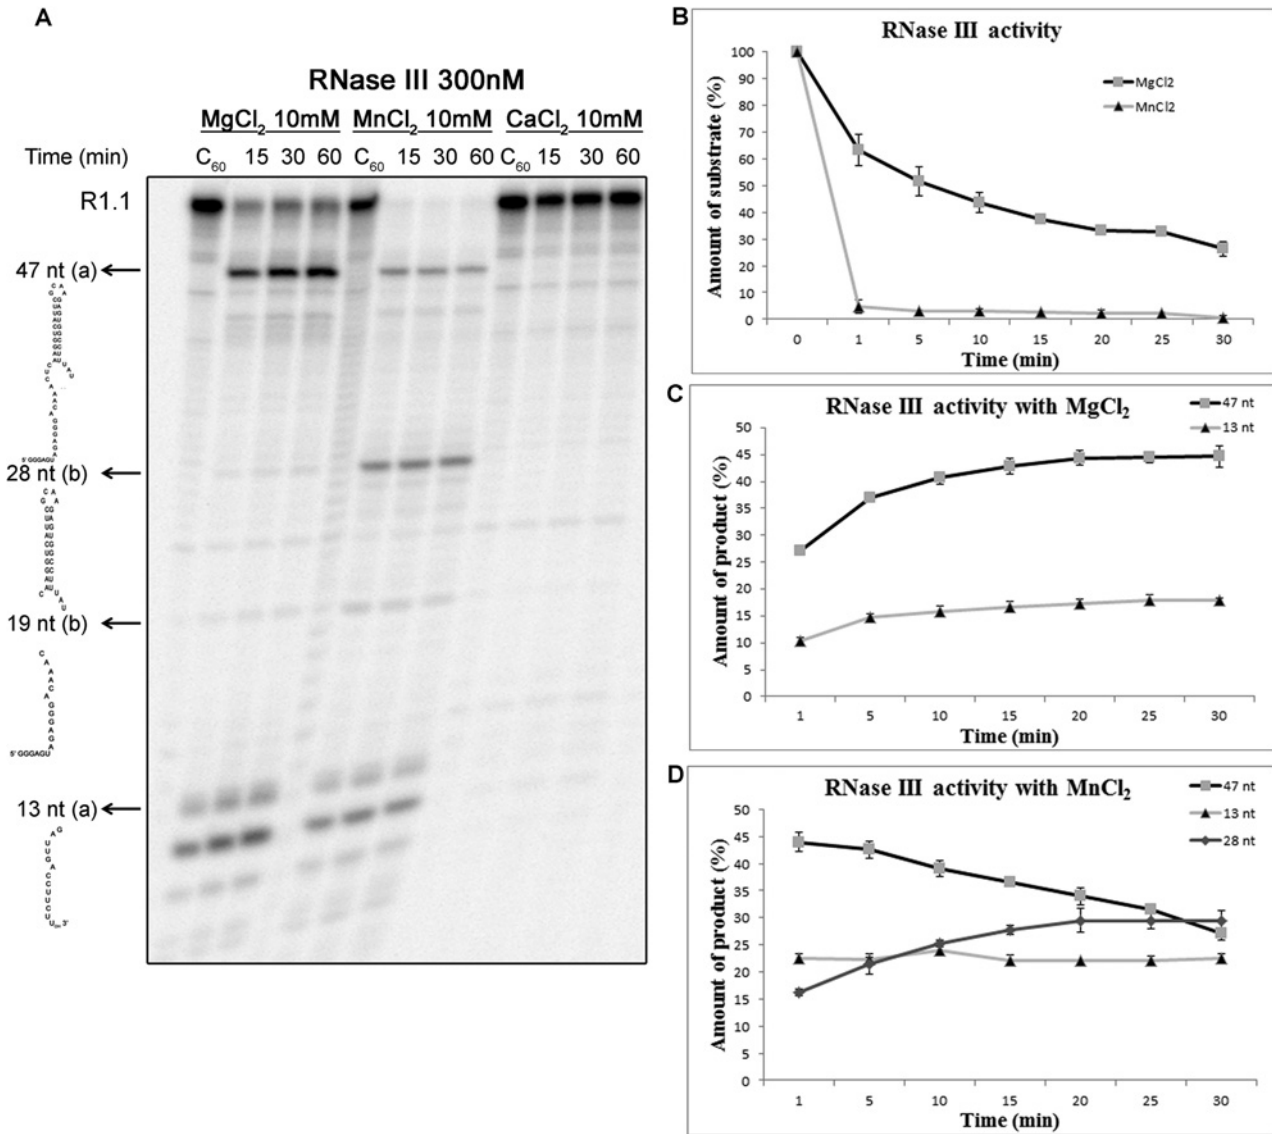 A
RNase III 300nM
MgCl2 10mM MnCl2 10mM CaCl2 10mM
Time (min) C60 15 30 60 C60 15 30 60 C60 15 30 60
R1.1
47 nt (a)
5' GGGAGU
28 nt (b)
19 nt (b)
5' GGGAGU
13 nt (a)
3'
B
RNase III activity
MgCl2
MnCl2
Amount of substrate (%)
100
90
80
70
60
50
40
30
20
10
0
0 1 5 10 15 20 25 30
Time (min)
C
RNase III activity with MgCl2
47 nt
13 nt
Amount of product (%)
50
45
40
35
30
25
20
15
10
5
0
1 5 10 15 20 25 30
Time (min)
D
RNase III activity with MnCl2
47 nt
13 nt
28 nt
Amount of product (%)
50
45
40
35
30
25
20
15
10
5
0
1 5 10 15 20 25 30
Time (min)